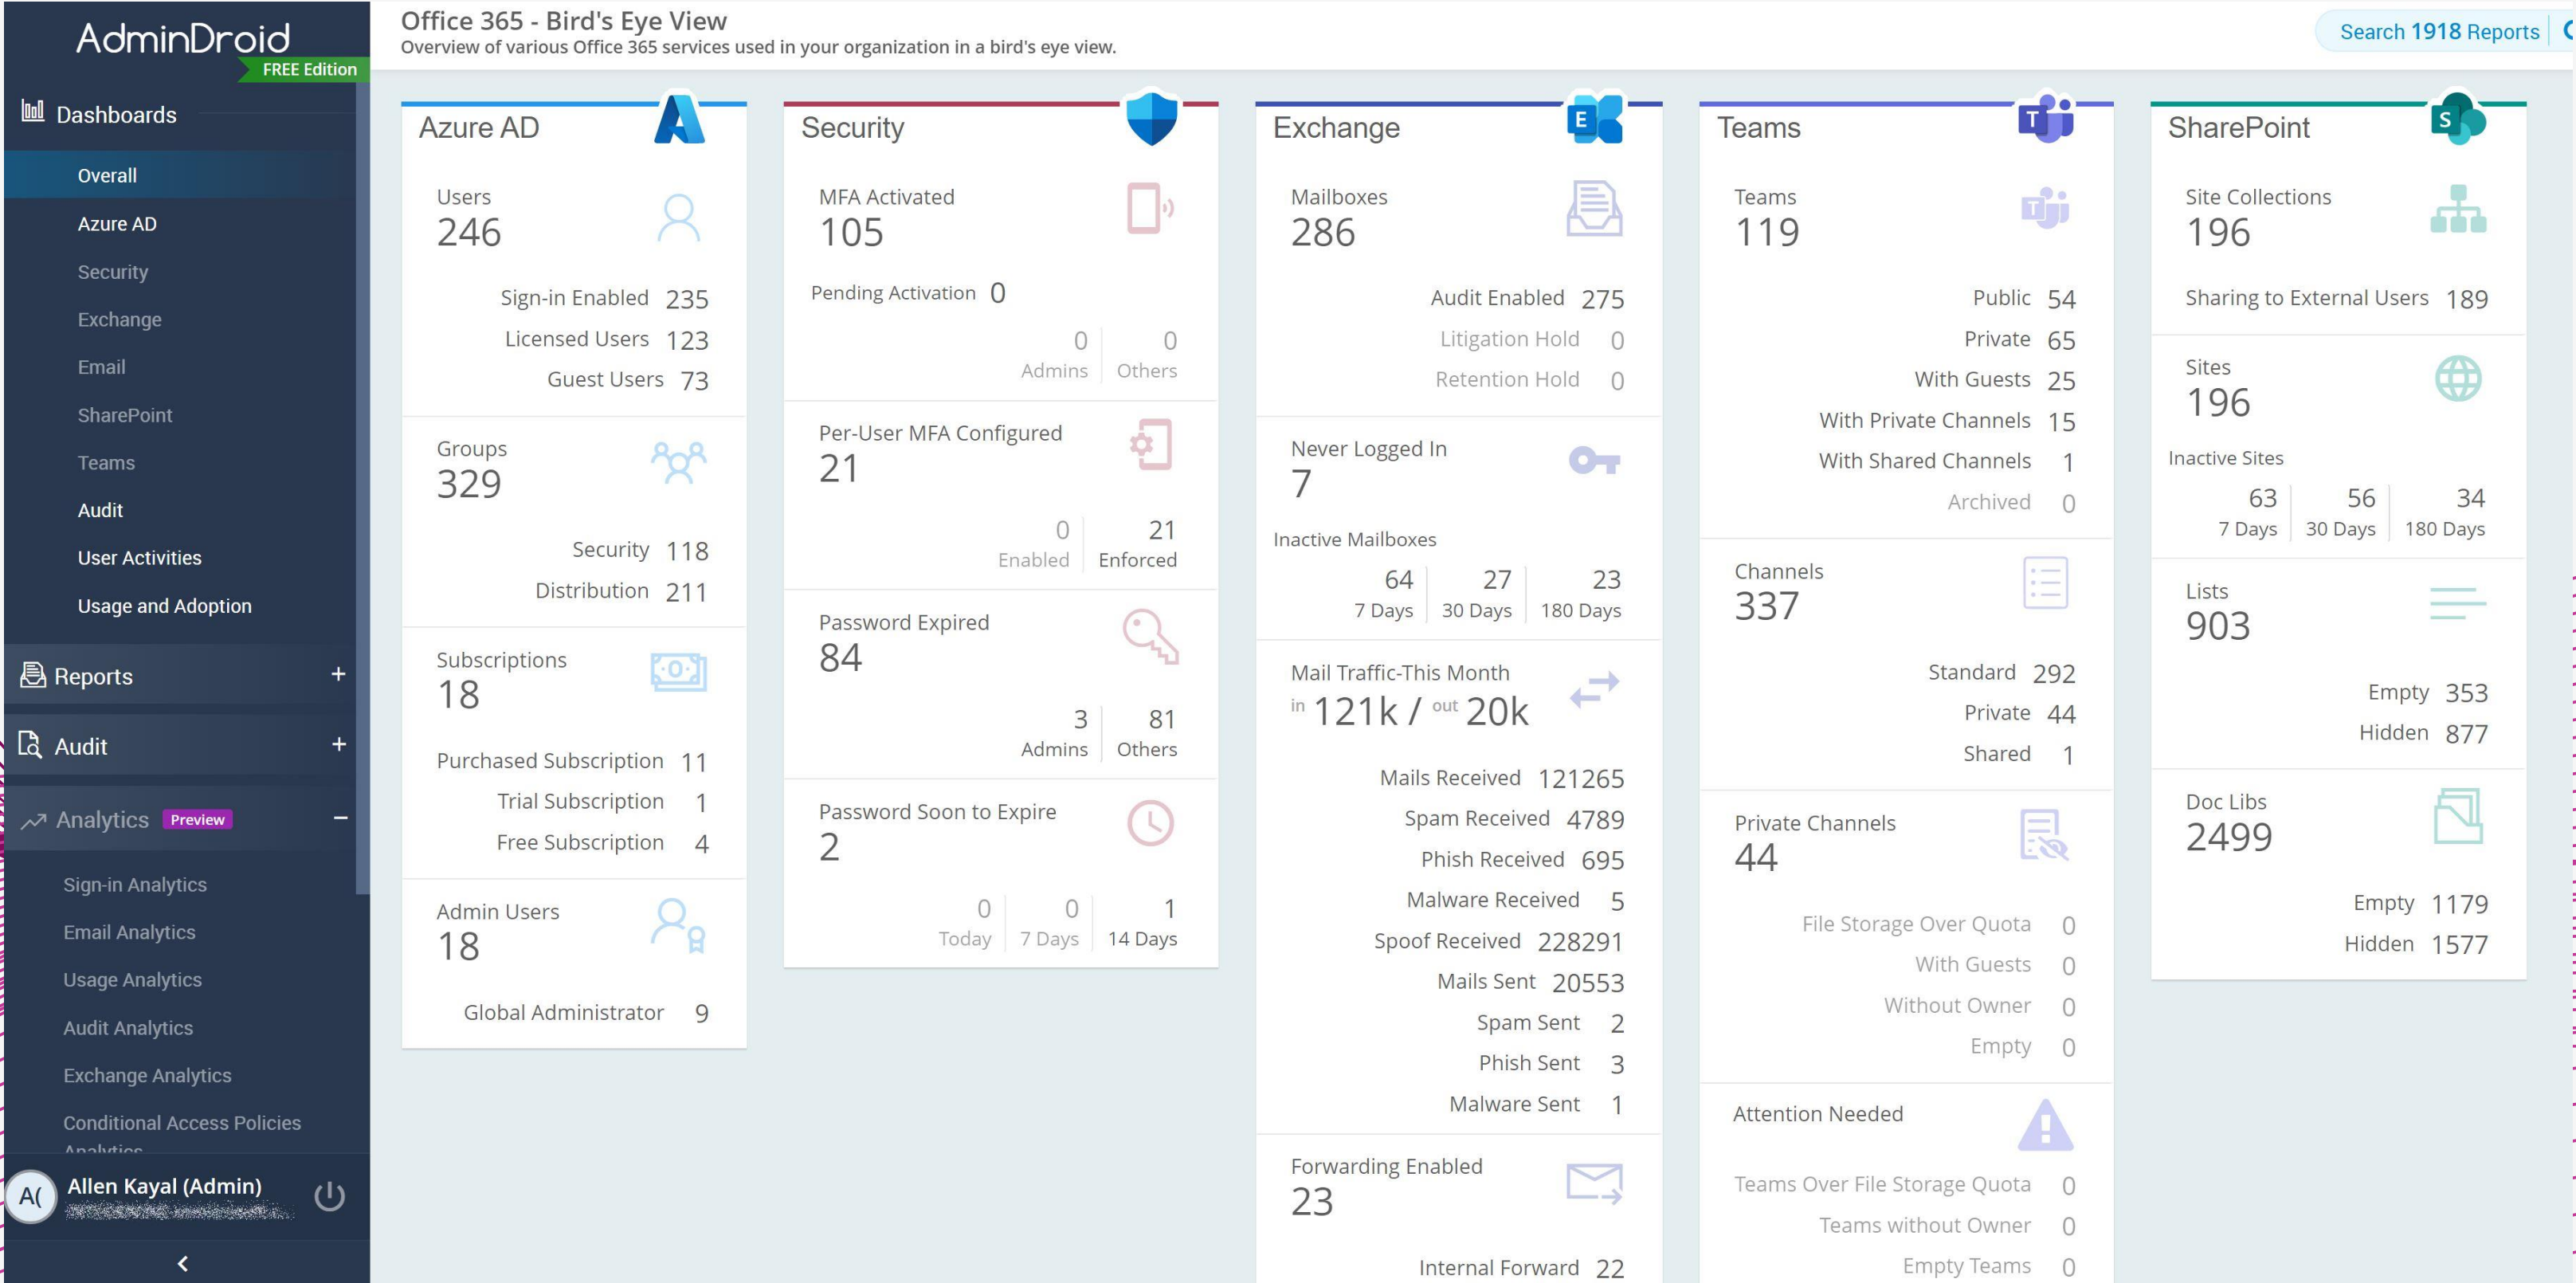 AdminDroid
FREE Edition
Dashboards
Overall
Azure AD
Security
Exchange
Email
SharePoint
Teams
Audit
User Activities
Usage and Adoption
Reports +
Audit +
Analytics Preview −
Sign-in Analytics
Email Analytics
Usage Analytics
Audit Analytics
Exchange Analytics
Conditional Access Policies
Analytics
A(
Allen Kayal (Admin)
Office 365 - Bird's Eye View
Overview of various Office 365 services used in your organization in a bird's eye view.
Search 1918 Reports
Azure AD
Users
246
Sign-in Enabled 235
Licensed Users 123
Guest Users 73
Groups
329
Security 118
Distribution 211
Subscriptions
18
Purchased Subscription 11
Trial Subscription 1
Free Subscription 4
Admin Users
18
Global Administrator 9
Security
MFA Activated
105
Pending Activation 0
0 0
Admins Others
Per-User MFA Configured
21
0 21
Enabled Enforced
Password Expired
84
3 81
Admins Others
Password Soon to Expire
2
0 0 1
Today 7 Days 14 Days
Exchange
E
Mailboxes
286
Audit Enabled 275
Litigation Hold 0
Retention Hold 0
Never Logged In
7
Inactive Mailboxes
64 27 23
7 Days 30 Days 180 Days
Mail Traffic-This Month
in 121k / out 20k
Mails Received 121265
Spam Received 4789
Phish Received 695
Malware Received 5
Spoof Received 228291
Mails Sent 20553
Spam Sent 2
Phish Sent 3
Malware Sent 1
Forwarding Enabled
23
Internal Forward 22
Teams
T
Teams
T
119
Public 54
Private 65
With Guests 25
With Private Channels 15
With Shared Channels 1
Archived 0
Channels
337
Standard 292
Private 44
Shared 1
Private Channels
44
File Storage Over Quota 0
With Guests 0
Without Owner 0
Empty 0
Attention Needed
Teams Over File Storage Quota 0
Teams without Owner 0
Empty Teams 0
SharePoint
S
Site Collections
196
Sharing to External Users 189
Sites
196
Inactive Sites
63 56 34
7 Days 30 Days 180 Days
Lists
903
Empty 353
Hidden 877
Doc Libs
2499
Empty 1179
Hidden 1577